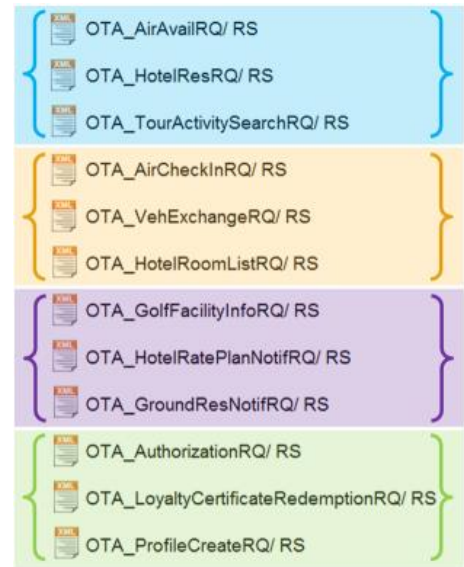 OTA_AirAvailRQ/ RS
OTA_HotelResRQ/ RS
OTA_TourActivitySearchRQ/ RS
OTA_AirCheckInRQ/ RS
OTA_VehExchangeRQ/ RS
OTA_HotelRoomListRQ/ RS
OTA_GolfFacilityInfoRQ/ RS
OTA_HotelRatePlanNotifRQ/ RS
OTA_GroundResNotifRQ/ RS
OTA_AuthorizationRQ/ RS
OTA_LoyaltyCertificateRedemptionRQ/ RS
OTA_ProfileCreateRQ/ RS